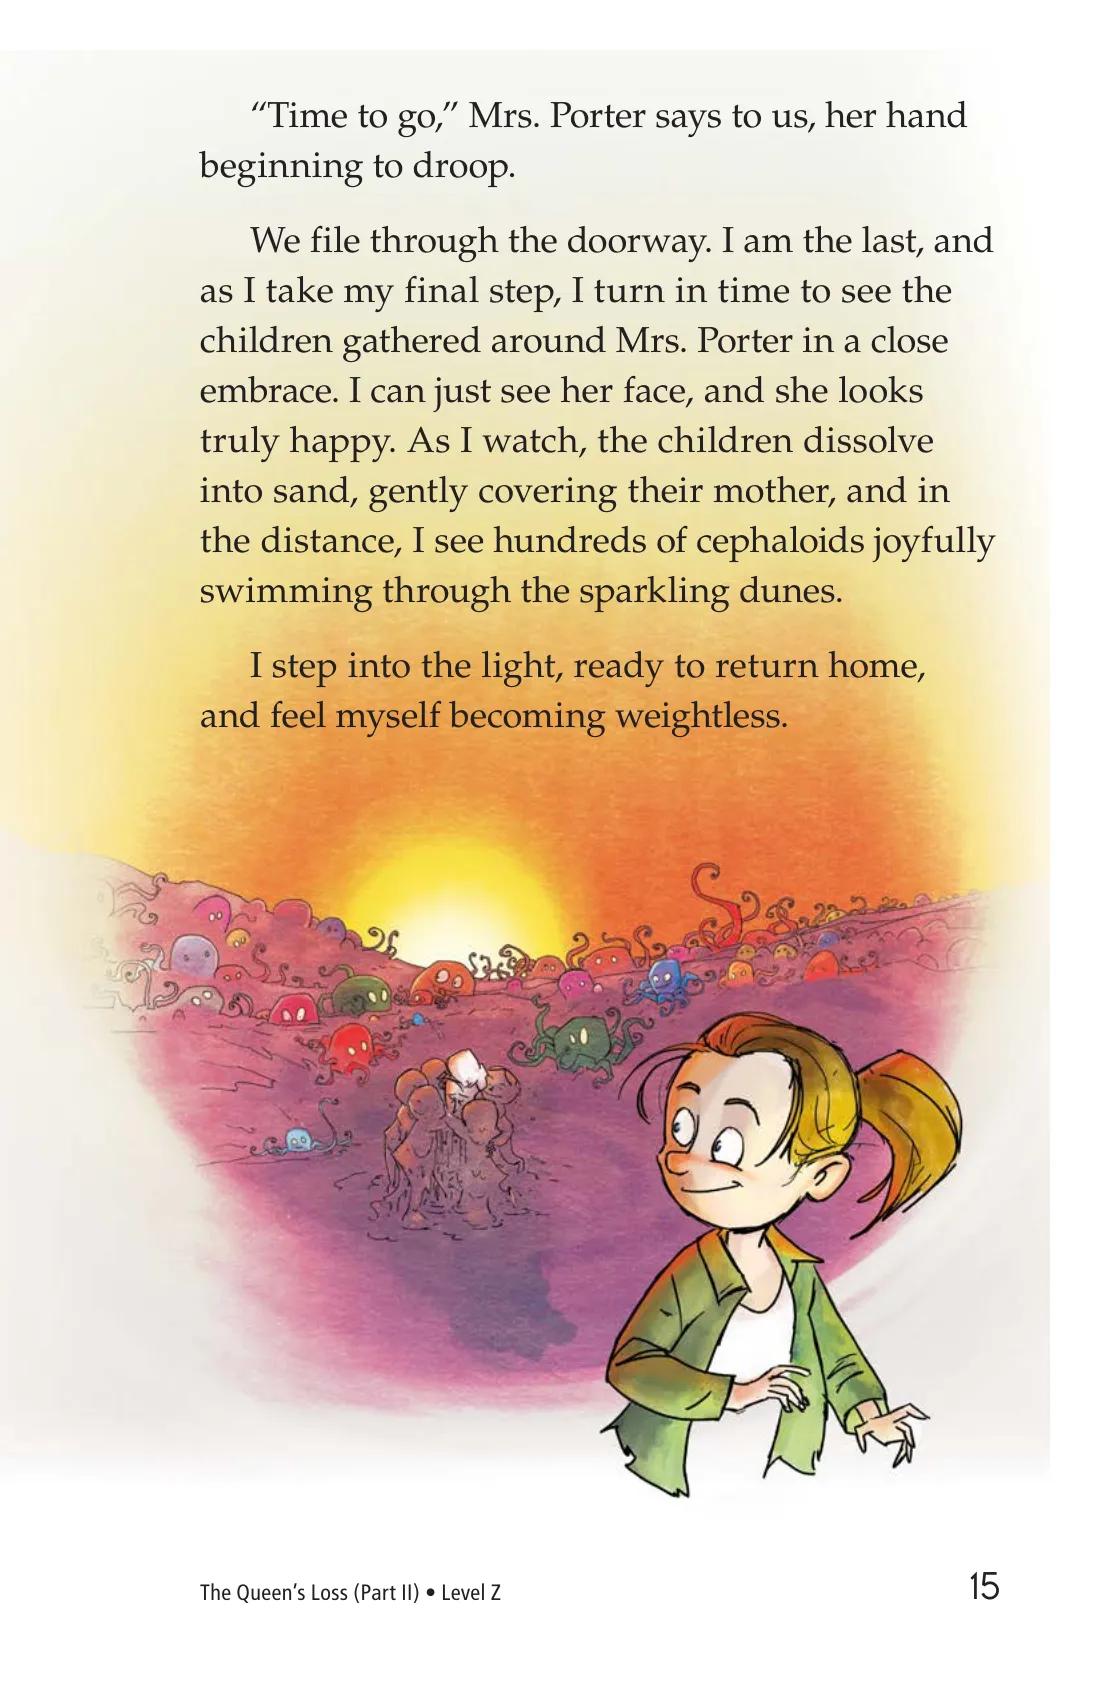 “Time to go,” Mrs. Porter says to us, her hand
beginning to droop.
We file through the doorway. I am the last, and
as I take my final step, I turn in time to see the
children gathered around Mrs. Porter in a close
embrace. I can just see her face, and she looks
truly happy. As I watch, the children dissolve
into sand, gently covering their mother, and in
the distance, I see hundreds of cephaloids joyfully
swimming through the sparkling dunes.
I step into the light, ready to return home,
and feel myself becoming weightless.
The Queen’s Loss (Part II) • Level Z
15